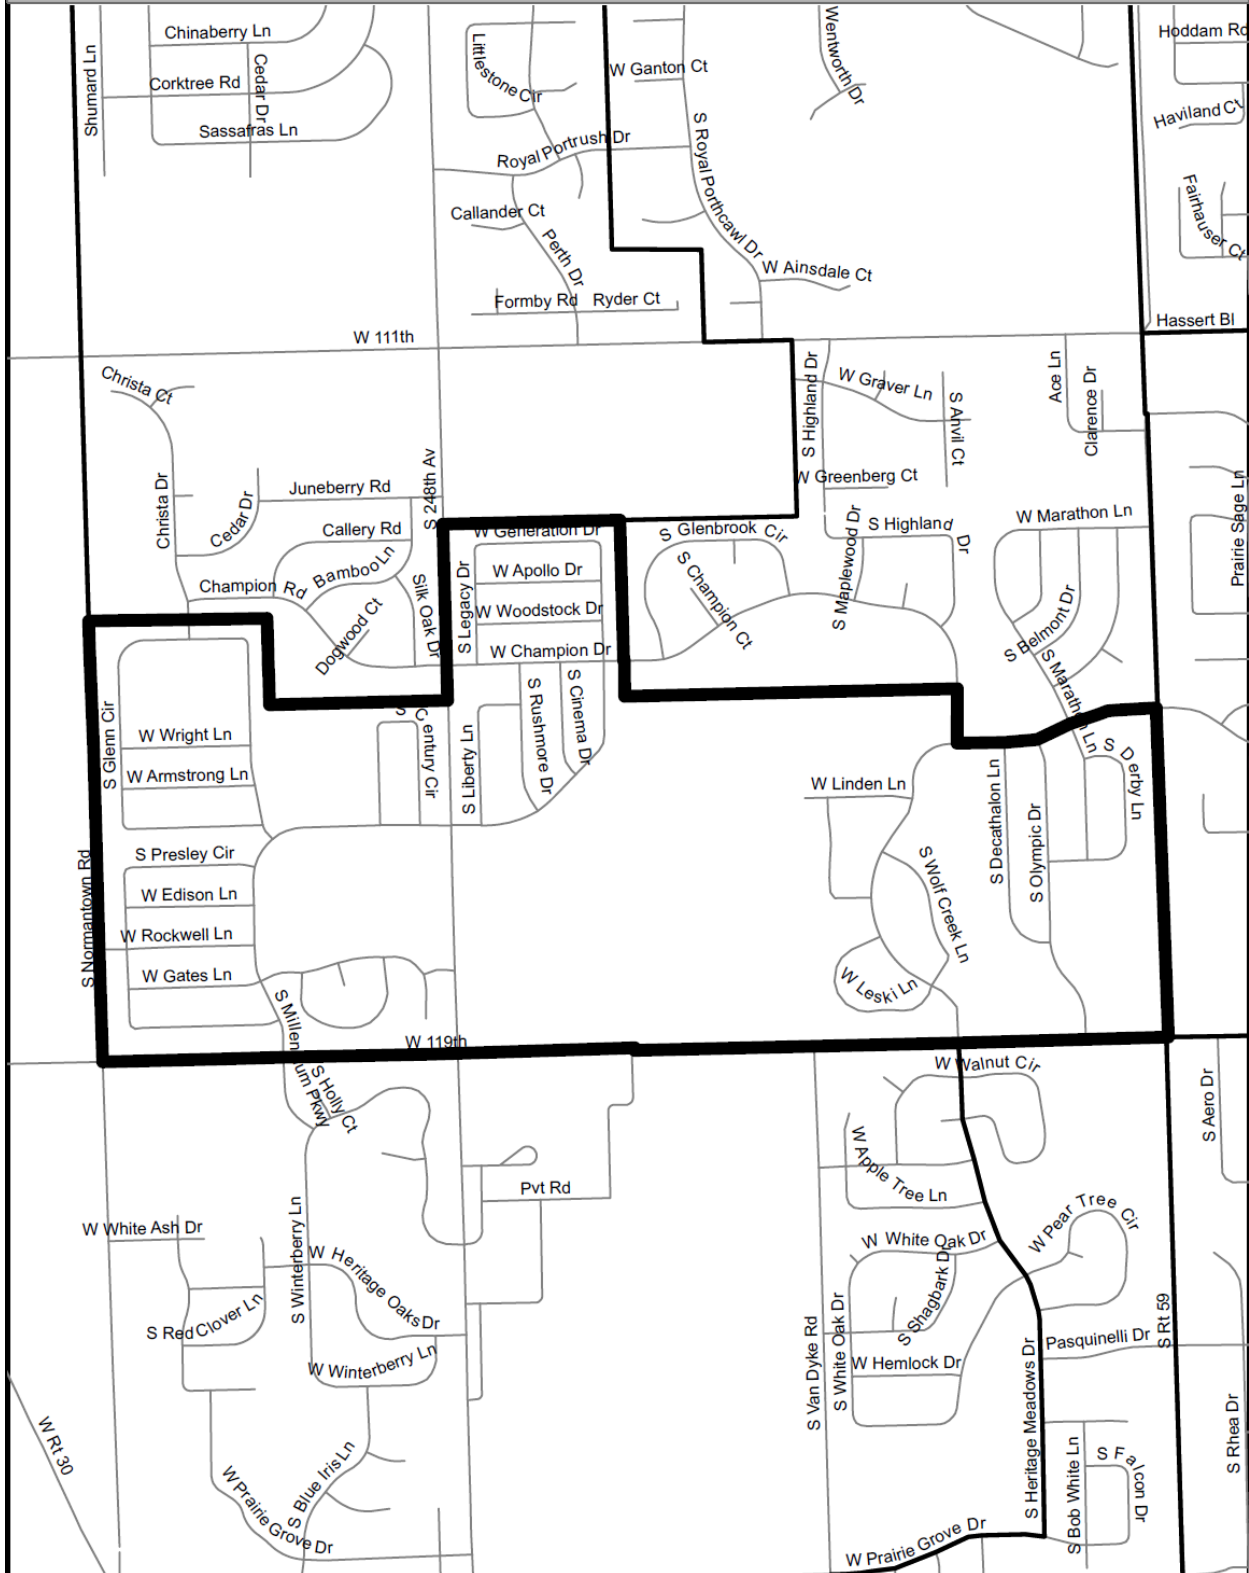 Chinaberry Ln
Shumard Ln
Corktree Rd
Cedar Dr
Sassafras Ln
Littlestone Cir
W Ganton Ct
Wentworth Dr
Hoddam Rd
Haviland Ct
Royal Portrush Dr
S Royal Porthcawl Dr
Fairhauser Ct
Callander Ct
Perth Dr
W Ainsdale Ct
Formby Rd
Ryder Ct
Hassert Bl
W 111th
Christa Ct
S Highland Dr
W Graver Ln
S Anvil Ct
Ace Ln
Clarence Dr
Christa Dr
Cedar Dr
Juneberry Rd
S 248th Av
W Greenberg Ct
Prairie Sage Ln
Callery Rd
W Generation Dr
S Glenbrook Cir
S Maplewood Dr
S Highland Dr
W Marathon Ln
Champion Rd
Bamboo Ln
Silk Oak Dr
Dogwood Ct
S Legacy Dr
W Apollo Dr
W Woodstock Dr
W Champion Dr
S Champion Ct
S Belmont Dr
S Marathon Ln
S Glenn Cir
W Wright Ln
W Armstrong Ln
S Century Cir
S Liberty Ln
S Rushmore Dr
S Cinema Dr
W Linden Ln
S Decathalon Ln
S Olympic Dr
S Derby Ln
S Normantown Rd
S Presley Cir
W Edison Ln
W Rockwell Ln
W Gates Ln
S Wolf Creek Ln
W Leski Ln
S Millennium Pkwy
W 119th
S Holly Ct
W Walnut Cir
S Aero Dr
W Apple Tree Ln
Pvt Rd
W White Ash Dr
S Winterberry Ln
W Heritage Oaks Dr
W White Oak Dr
W Pear Tree Cir
S Red Clover Ln
S Shagbark Dr
S White Oak Dr
S Van Dyke Rd
W Winterberry Ln
W Hemlock Dr
Pasquinelli Dr
S Rt 59
S Heritage Meadows Dr
W Rt 30
W Prairie Grove Dr
S Blue Iris Ln
S Bob White Ln
S Falcon Dr
S Rhea Dr
W Prairie Grove Dr